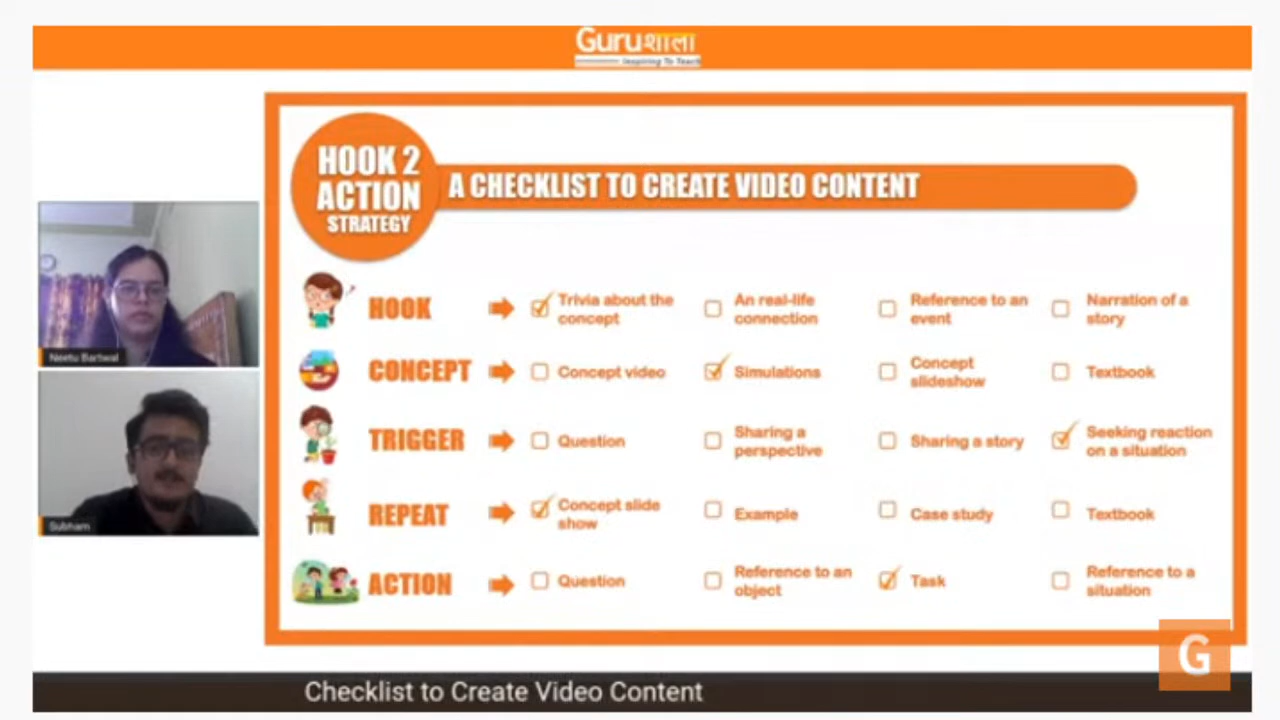 Guruशाला
Inspiring To Teach
HOOK 2
ACTION
STRATEGY
A CHECKLIST TO CREATE VIDEO CONTENT
HOOK
Trivia about the
concept
An real-life
connection
Reference to an
event
Narration of a
story
CONCEPT
Concept video
Simulations
Concept
slideshow
Textbook
TRIGGER
Question
Sharing a
perspective
Sharing a story
Seeking reaction
on a situation
REPEAT
Concept slide
show
Example
Case study
Textbook
ACTION
Question
Reference to an
object
Task
Reference to a
situation
Neetu Bartwal
Subham
G
Checklist to Create Video Content